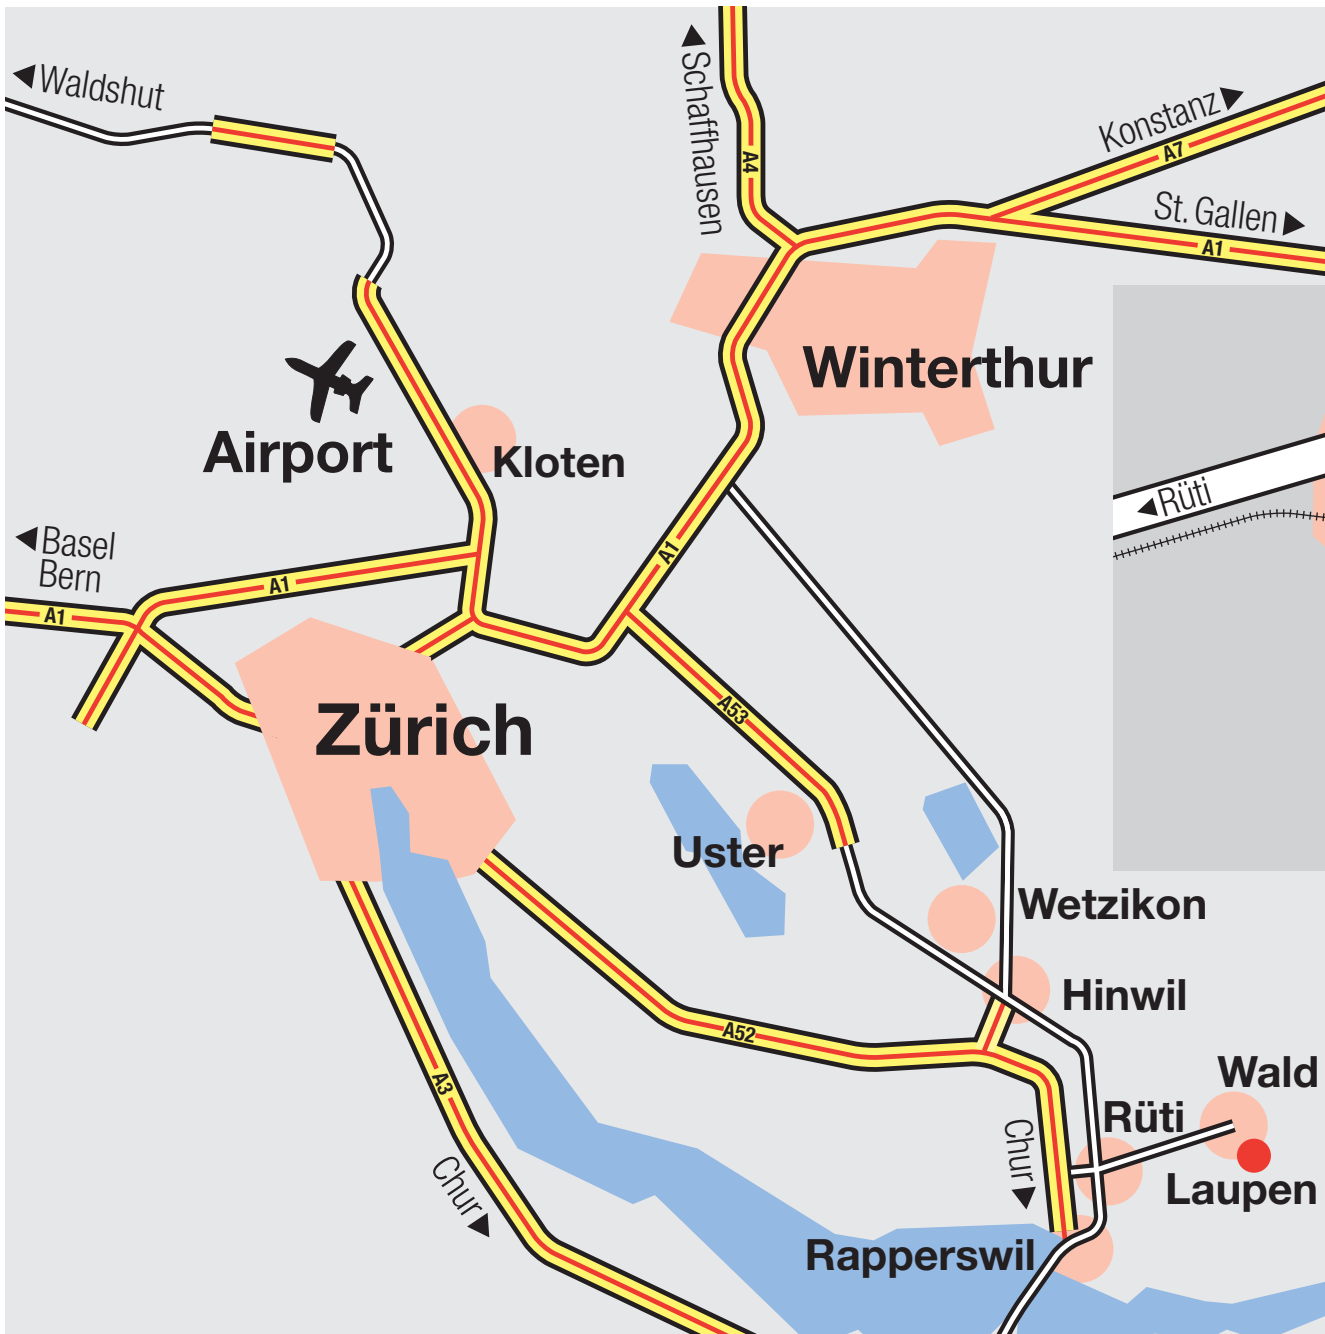 Waldshut
Schaffhausen
Konstanz
A7
A4
St. Gallen
A1
Winterthur
Airport
Kloten
Rüti
Basel
Bern
A1
A1
A1
Zürich
A53
Uster
Wetzikon
Hinwil
A52
Wald
A3
Rüti
Chur
Chur
Laupen
Rapperswil